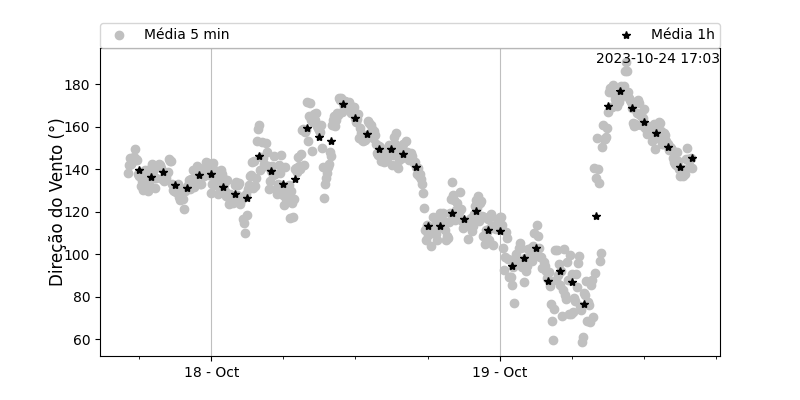 Média 5 min
Média 1h
2023-10-24 17:03
Direção do Vento (°)
180
160
140
120
100
80
60
18 - Oct
19 - Oct